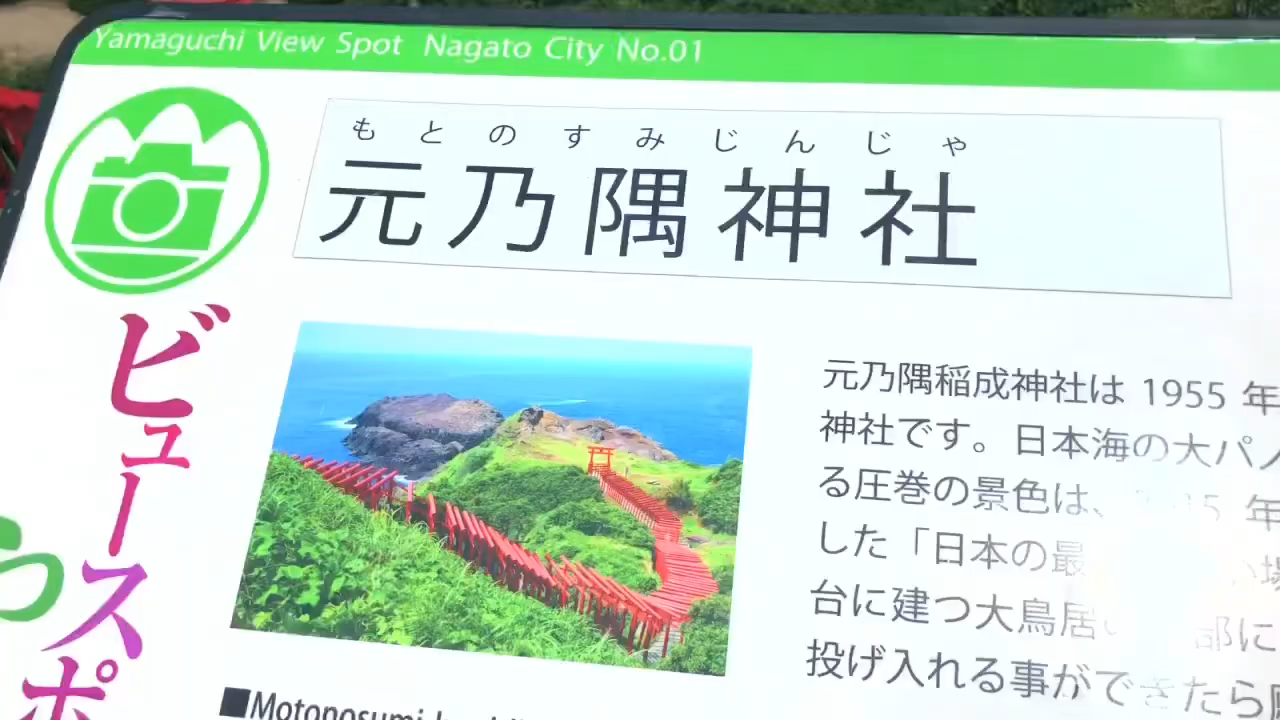 Yamaguchi View Spot Nagato City No.01
もとのすみじんじゃ
元乃隅神社
ビュースポ
元乃隅稲成神社は 1955 年
神社です。日本海の大パノ
る圧巻の景色は、
した「日本の最
台に建つ大鳥居
投げ入れる事ができたら
■Motonosumi